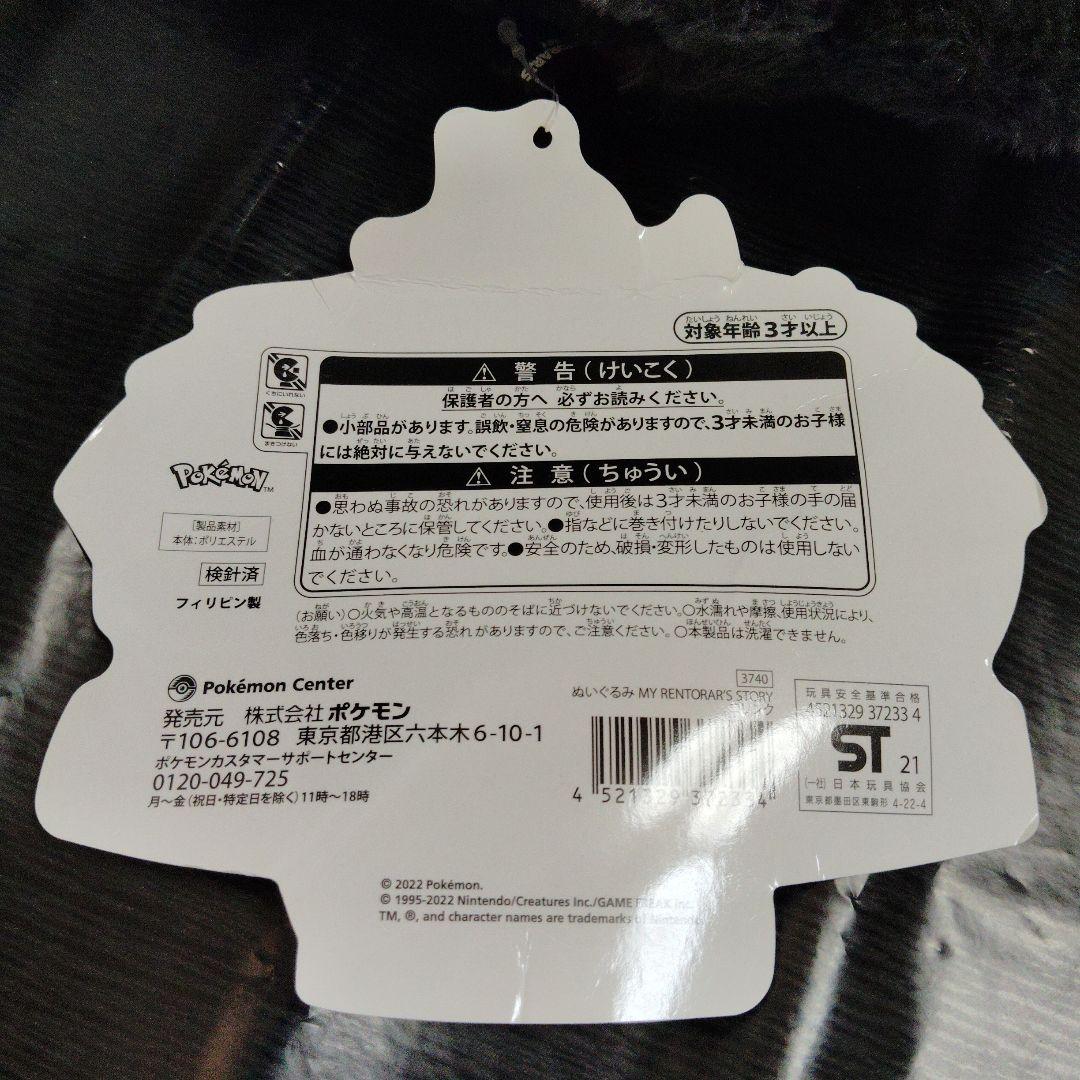 対象年齢3才以上
警告(けいこく)
くちにいれない
保護者の方へ 必ずお読みください。
●小部品があります。誤飲・窒息の危険がありますので、3才未満のお子様
には絶対に与えないでください。
まきつけない
注意(ちゅうい)
●思わぬ事故の恐れがありますので、使用後は3才未満のお子様の手の届
かないところに保管してください。●指などに巻き付けたりしないでください。
血が通わなくなり危険です。●安全のため、破損・変形したものは使用しない
でください。
POKéMON TM
[製品素材]
本体:ポリエステル
検針済
フィリピン製
(お願い)○火気や高温となるもののそばに近づけないでください。○水濡れや摩擦、使用状況により、
色落ち・色移りが発生する恐れがありますので、ご注意ください。○本製品は洗濯できません。
Pokémon Center
発売元 株式会社ポケモン
〒106-6108 東京都港区六本木6-10-1
ポケモンカスタマーサポートセンター
0120-049-725
月～金(祝日・特定日を除く)11時～18時
3740
ぬいぐるみ MY RENTORAR'S STORY
4 521329 372334
玩具安全基準合格
4521329 37233 4
ST 21
(一社)日本玩具協会
東京都墨田区東駒形 4-22-4
© 2022 Pokémon.
© 1995-2022 Nintendo/Creatures Inc./GAME FREAK inc.
TM, ®, and character names are trademarks of Nintendo.